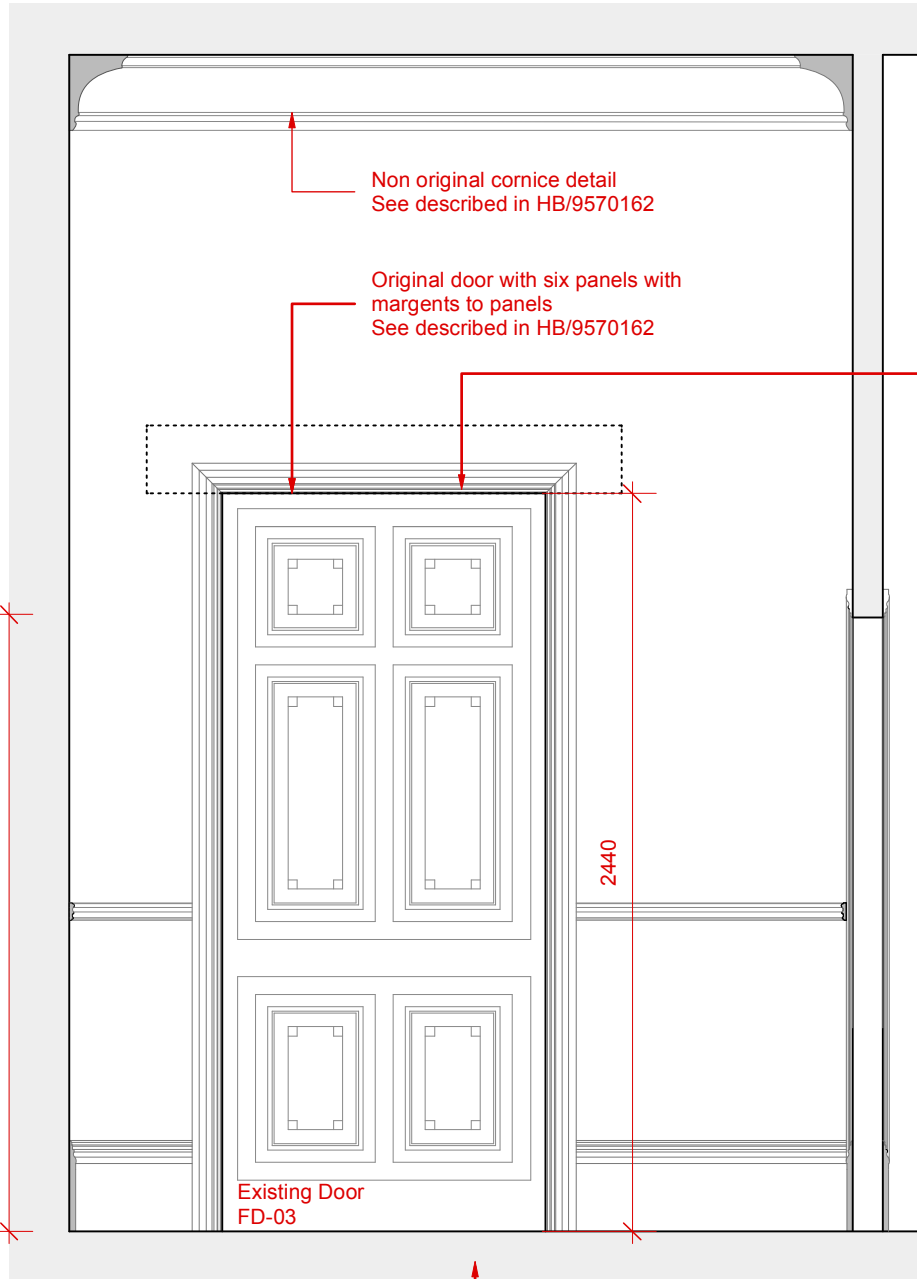 Non original cornice detail
See described in HB/9570162
Original door with six panels with
margents to panels
See described in HB/9570162
2440
Existing Door
FD-03